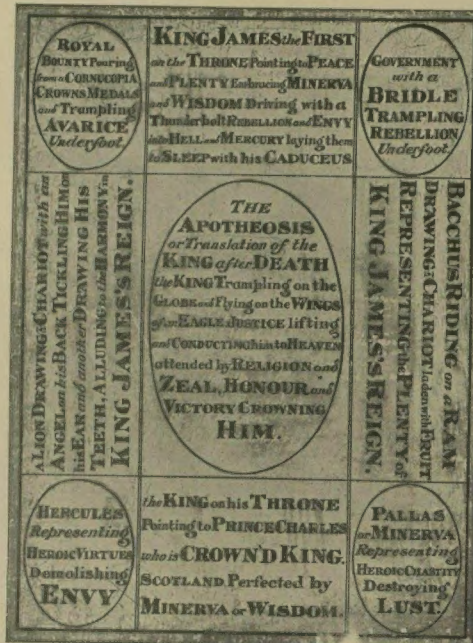 ROYAL
BOUNTY Pouring
from a CORNUCOPIA
CROWNS MEDALS
and Trampling
AVARICE
Underfoot.
KING JAMES the FIRST
on the THRONE Pointing to PEACE
and PLENTY Embracing MINERVA
and WISDOM Driving with a
Thunderbolt REBELLION and ENVY
into HELL and MERCURY laying them
to SLEEP with his CADUCEUS
GOVERNMENT
with a
BRIDLE
TRAMPLING
REBELLION
Underfoot.
A LION DRAWING a CHARIOT with an
ANGEL on his BACK TICKLING HIM on
his EAR and another DRAWING HIS
TEETH, ALLUDING to the HARMONY in
KING JAMES'S REIGN.
THE
APOTHEOSIS
or Translation of the
KING after DEATH
the KING Trampling on the
GLOBE and Flying on the WINGS
of an EAGLE JUSTICE lifting
and CONDUCTING him to HEAVEN
attended by RELIGION and
ZEAL, HONOUR and
VICTORY CROWNING
HIM.
BACCHUS RIDING on a RAM
DRAWING a CHARIOT laden with FRUIT
REPRESENTING the PLENTY of
KING JAMES'S REIGN.
HERCULES
Representing
HEROIC VIRTUES
Demolishing
ENVY.
the KING on his THRONE
Pointing to PRINCE CHARLES
who is CROWN'D KING.
SCOTLAND. Perfected by
MINERVA or WISDOM.
PALLAS
or MINERVA
Representing
HEROIC CHASTITY
Destroying
LUST.